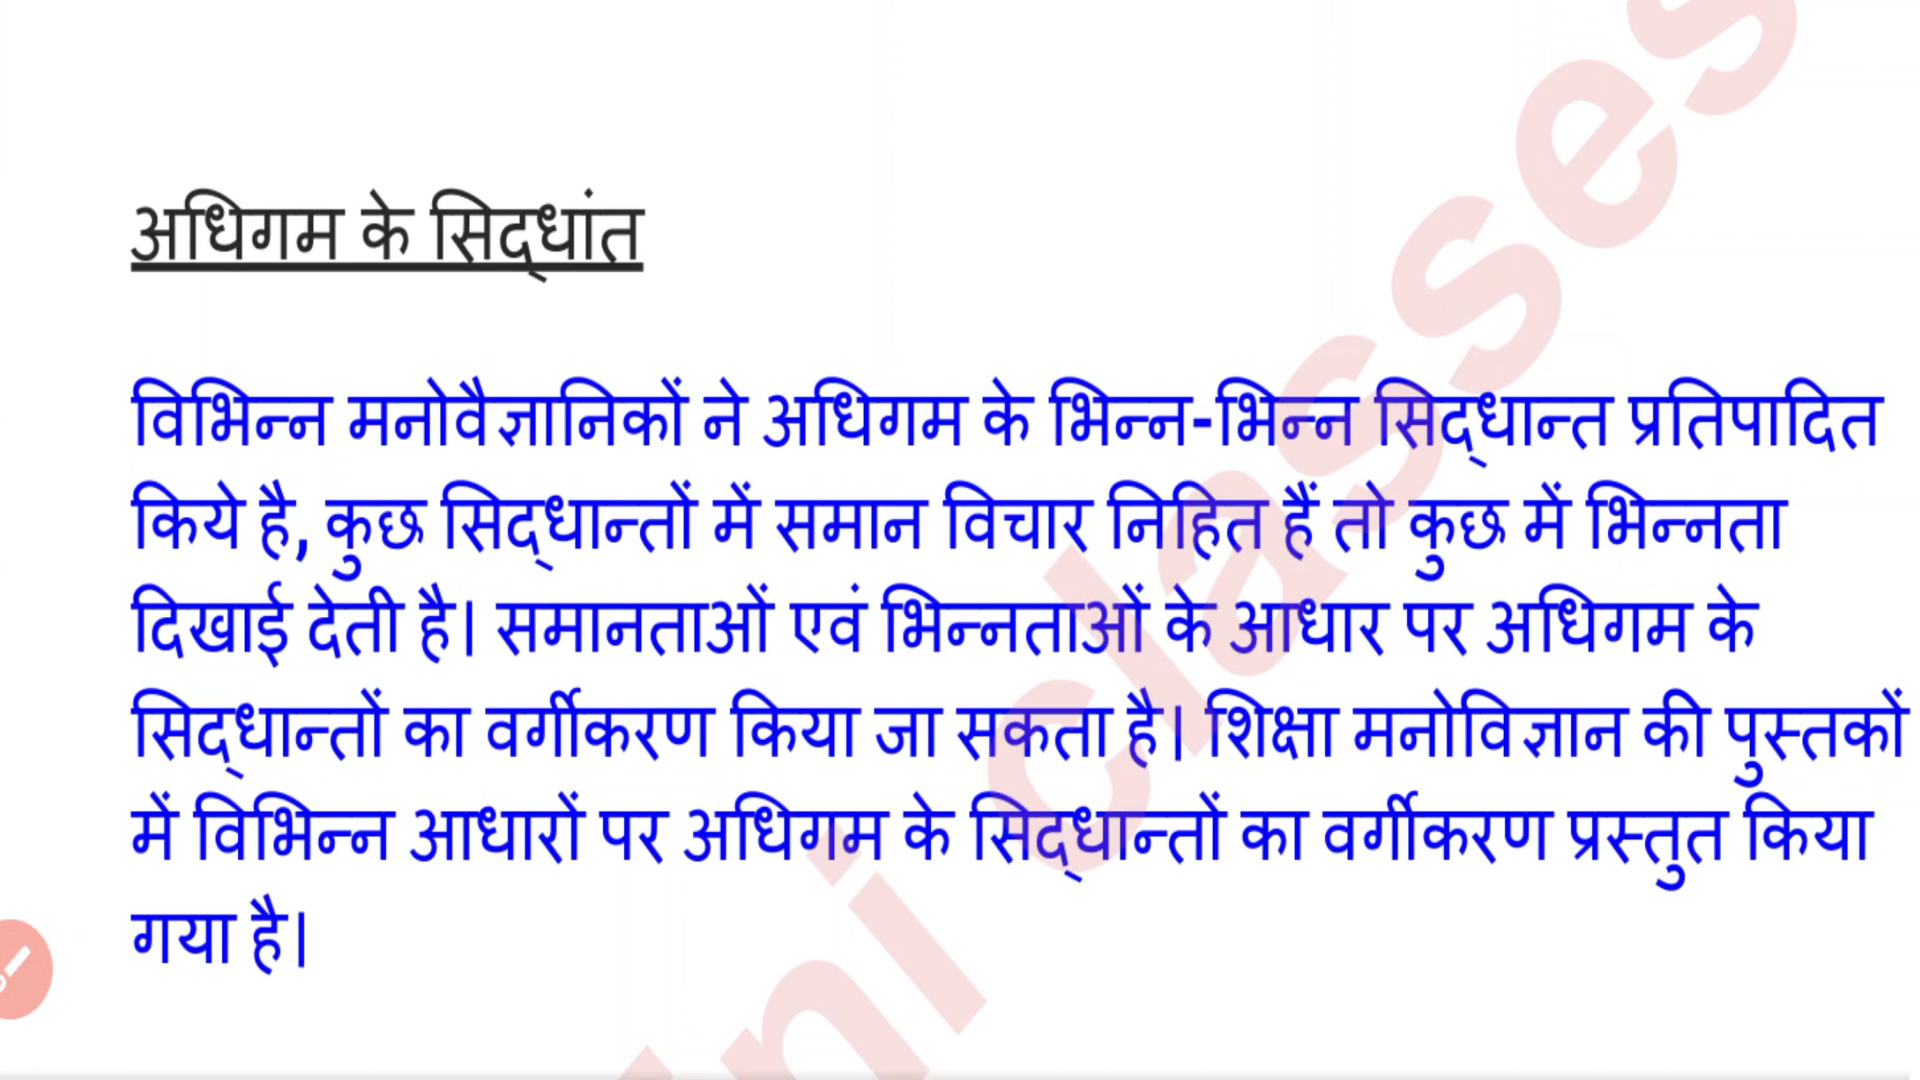 अधिगम के सिद्धांत
विभिन्न मनोवैज्ञानिकों ने अधिगम के भिन्न-भिन्न सिद्धान्त प्रतिपादित
किये है, कुछ सिद्धान्तों में समान विचार निहित हैं तो कुछ में भिन्नता
दिखाई देती है। समानताओं एवं भिन्नताओं के आधार पर अधिगम के
सिद्धान्तों का वर्गीकरण किया जा सकता है। शिक्षा मनोविज्ञान की पुस्तकों
में विभिन्न आधारों पर अधिगम के सिद्धान्तों का वर्गीकरण प्रस्तुत किया
गया है।
classes